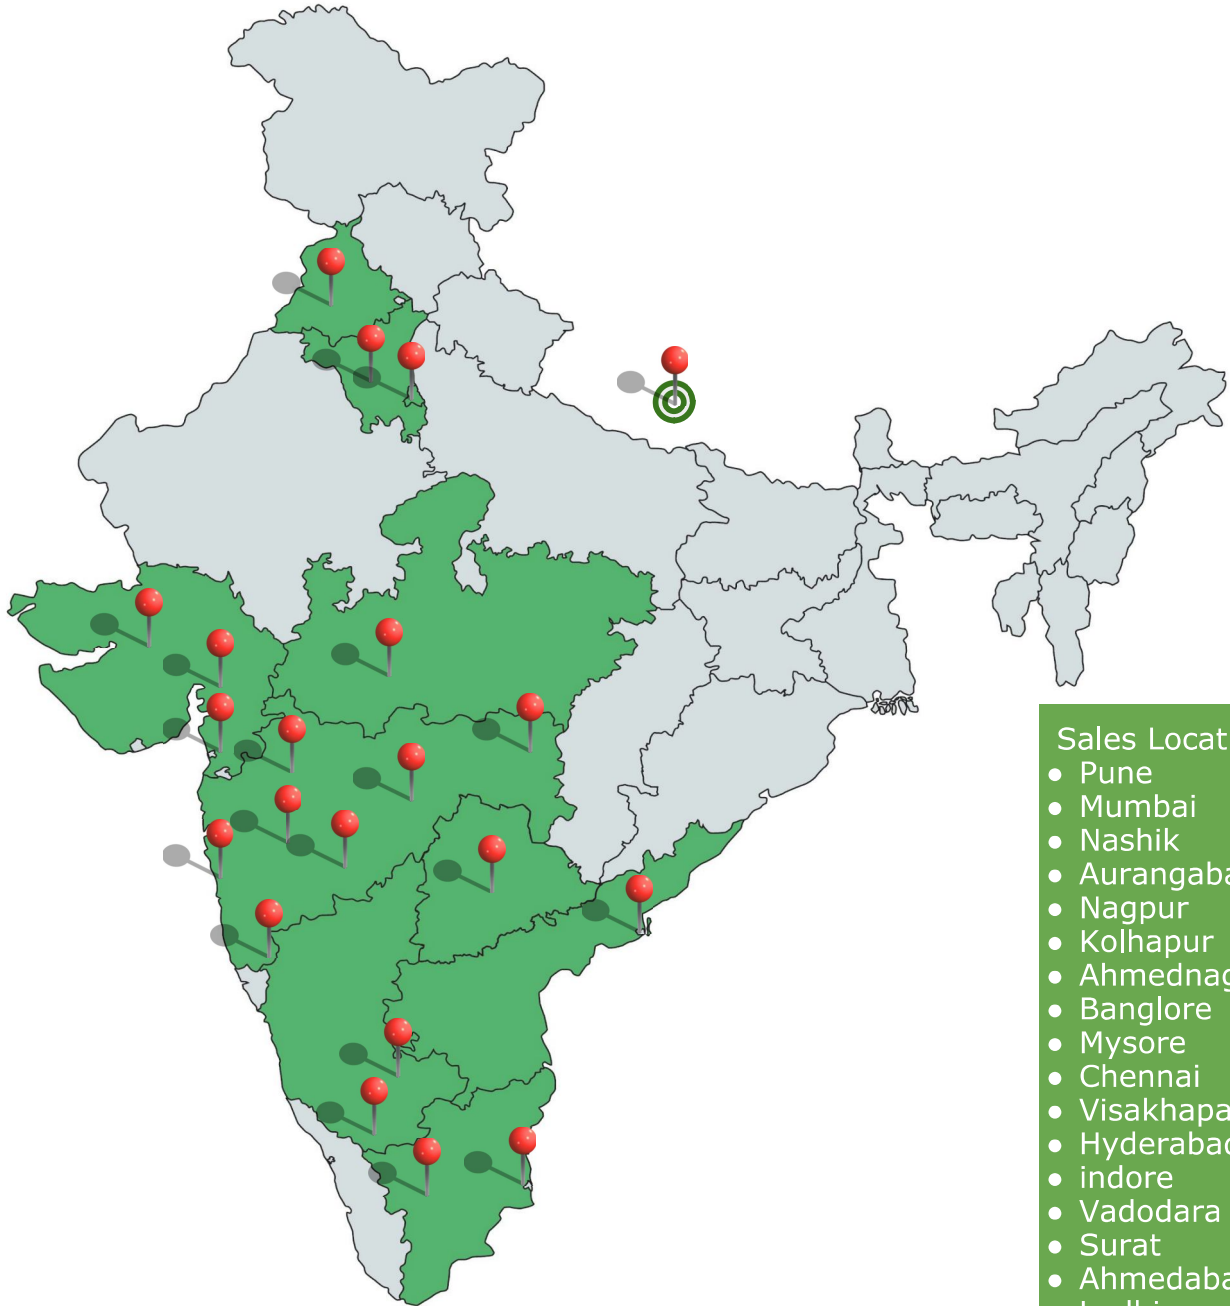 Sales Locat
Pune
Mumbai
Nashik
Aurangaba
Nagpur
Kolhapur
Ahmednag
Banglore
Mysore
Chennai
Visakhapa
Hyderabad
indore
Vadodara
Surat
Ahmedaba